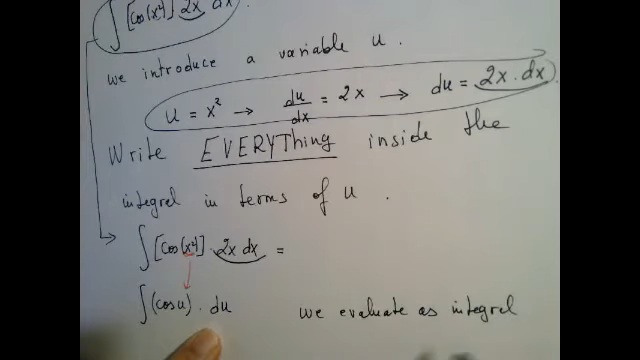 ∫ [cos(x²)] 2x dx
we introduce a variable u.
u = x² → du/dx = 2x → du = 2x · dx
Write EVERYthing inside the
integral in terms of u .
∫ [cos(x²)] · 2x dx =
∫ (cos u) · du we evaluate as integral